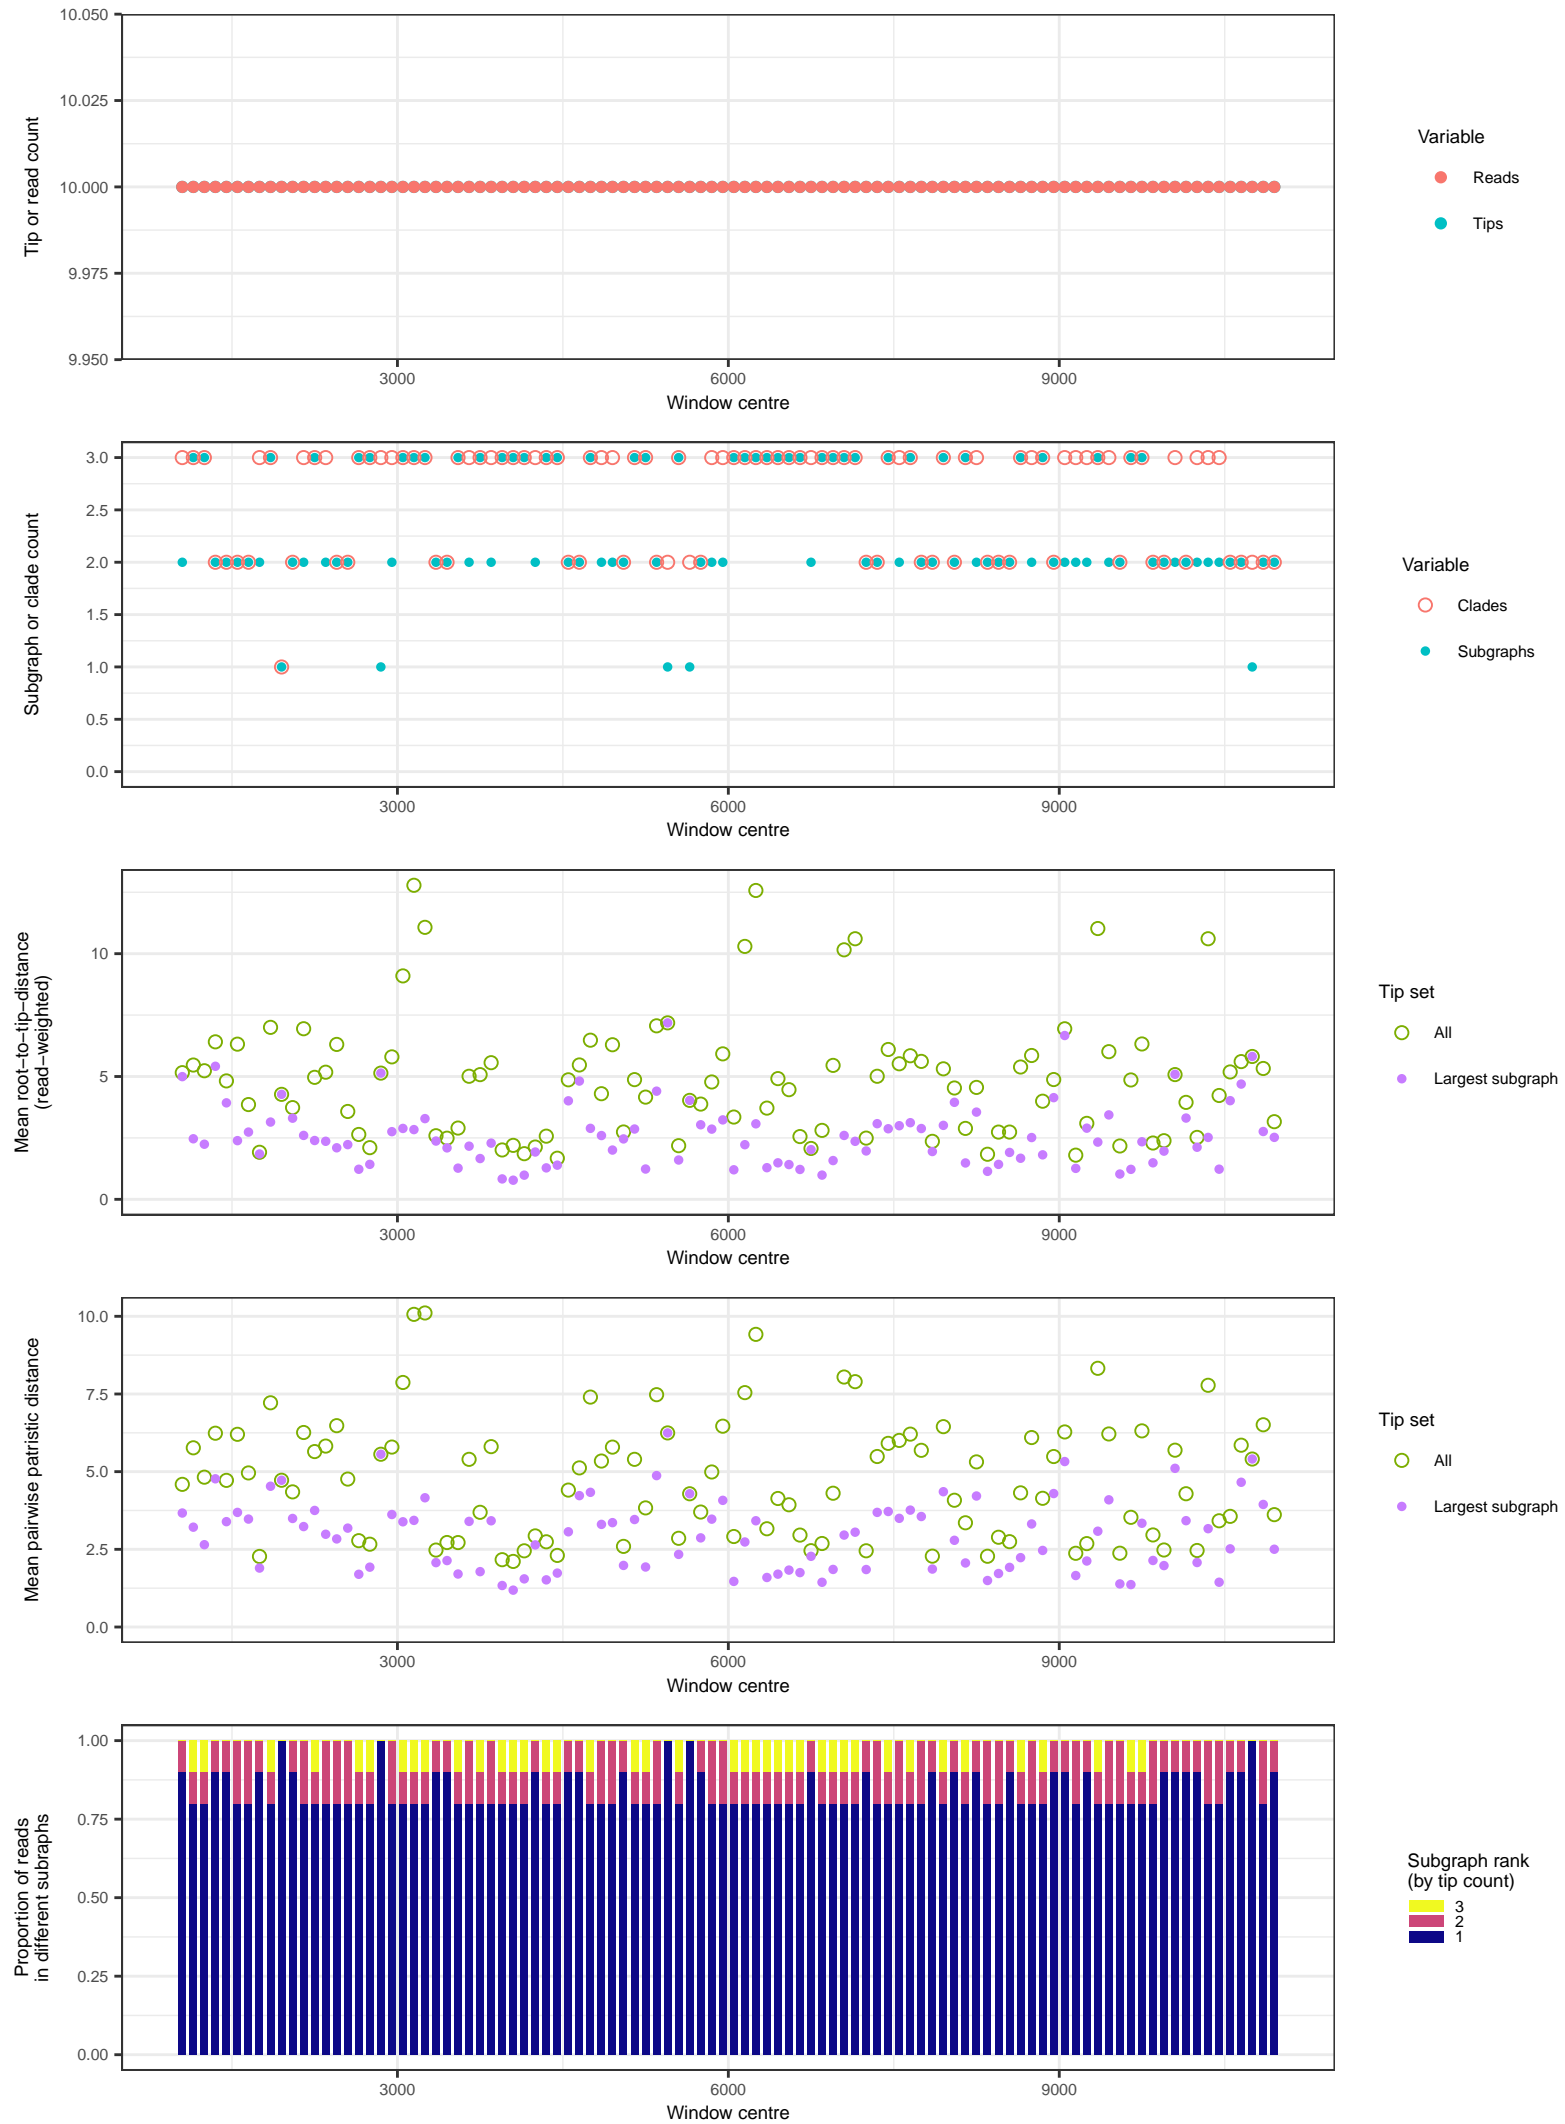 10.050
10.025
10.000
9.975
9.950
Tip or read count
3000
6000
9000
Window centre
Variable
Reads
Tips
3.0
2.5
2.0
1.5
1.0
0.5
0.0
Subgraph or clade count
3000
6000
9000
Window centre
Variable
Clades
Subgraphs
10
5
0
Mean root−to−tip−distance
(read−weighted)
3000
6000
9000
Window centre
Tip set
All
Largest subgraph
10.0
7.5
5.0
2.5
0.0
Mean pairwise patristic distance
3000
6000
9000
Window centre
Tip set
All
Largest subgraph
1.00
0.75
0.50
0.25
0.00
Proportion of reads
in different subraphs
3000
6000
9000
Window centre
Subgraph rank
(by tip count)
3
2
1